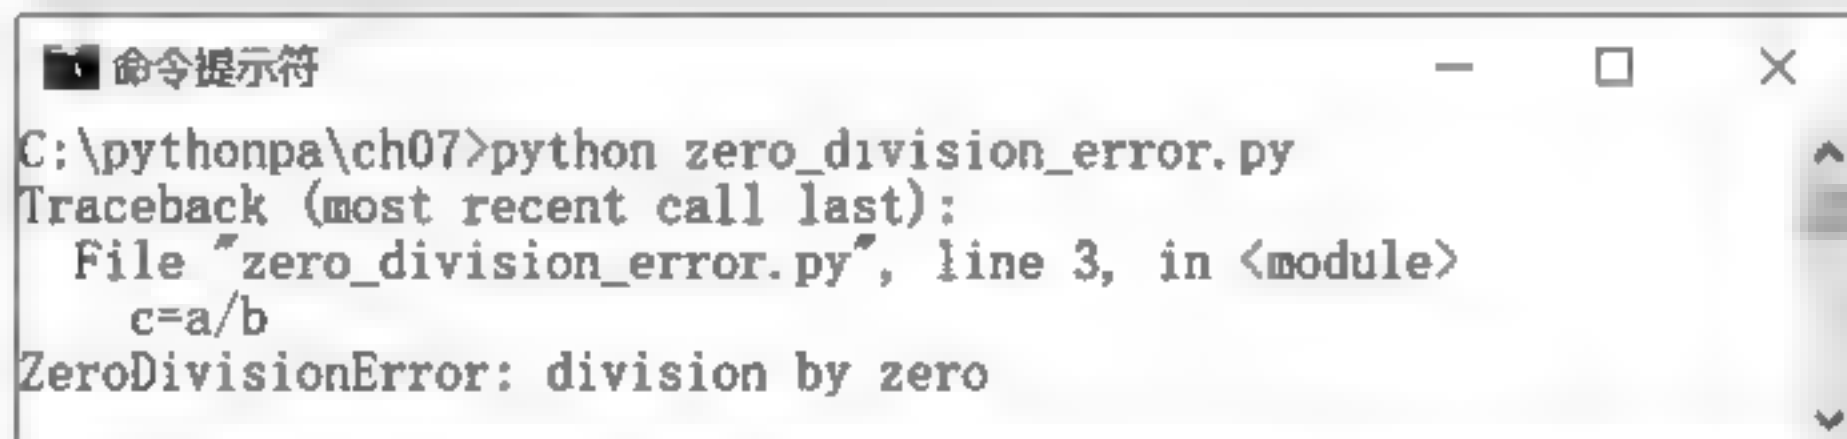 命令提示符
C:\pythonpa\ch07>python zero_division_error.py
Traceback (most recent call last):
  File "zero_division_error.py", line 3, in <module>
    c=a/b
ZeroDivisionError: division by zero